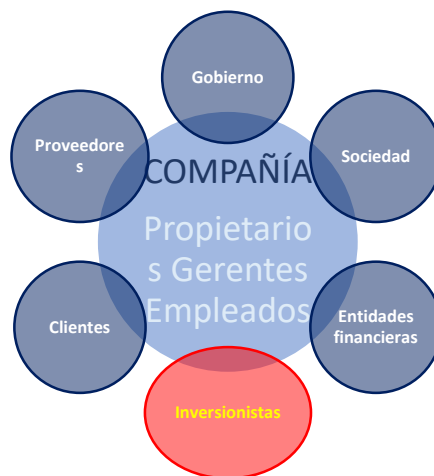 Gobierno
Proveedore
s
Sociedad
COMPAÑÍA
Propietario
s Gerentes
Empleados
Clientes
Entidades
financieras
Inversionistas